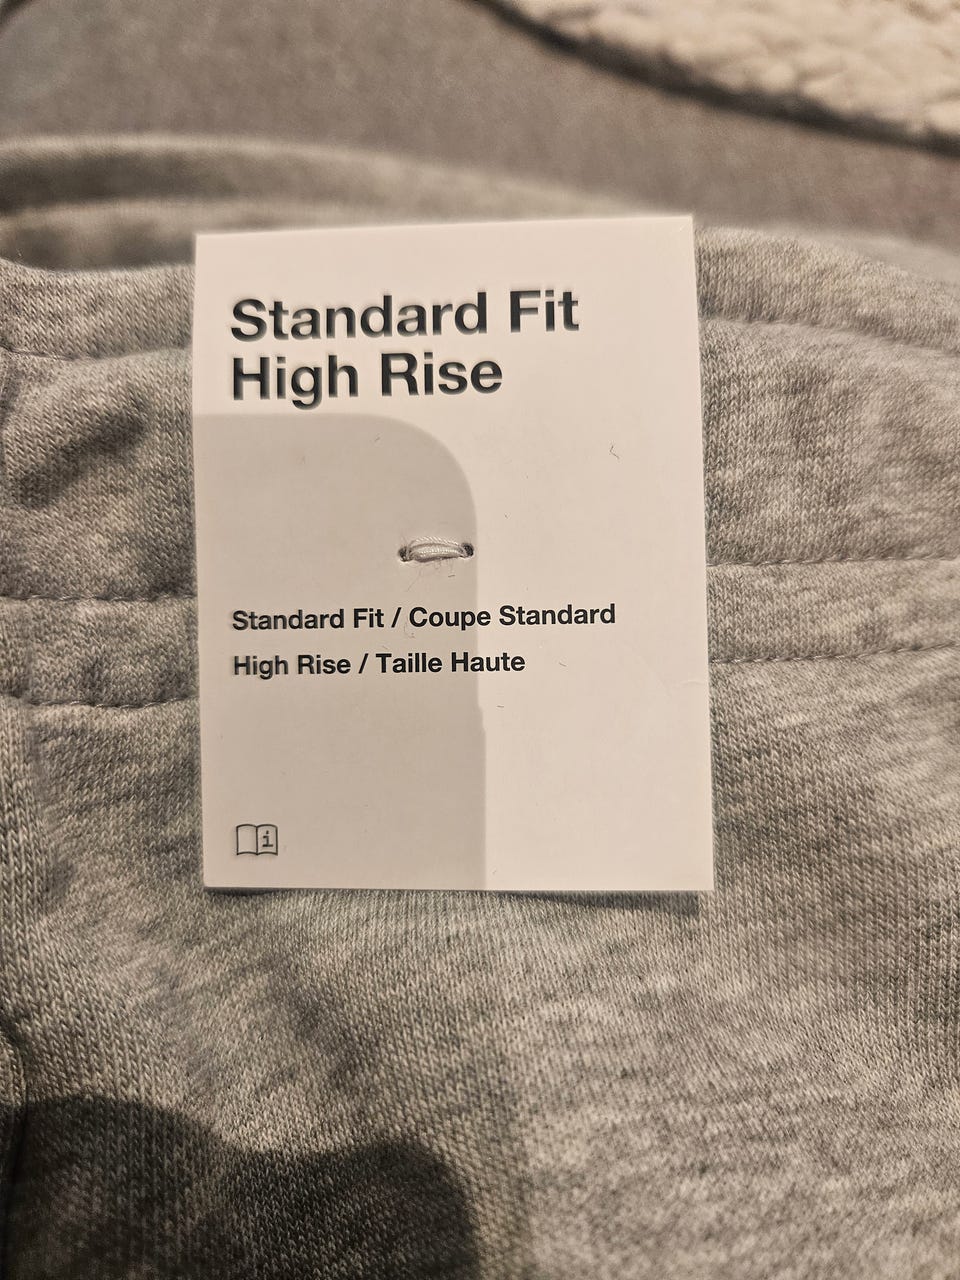 Standard Fit
High Rise
Standard Fit / Coupe Standard
High Rise / Taille Haute
i